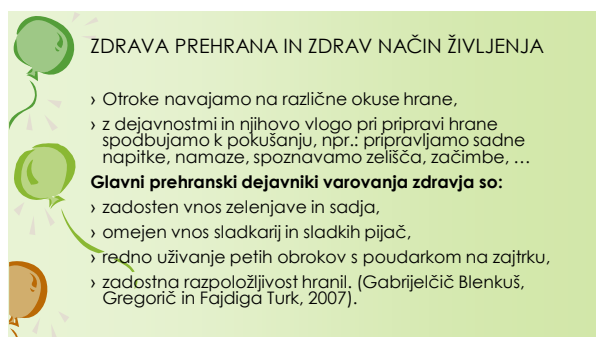 ZDRAVA PREHRANA IN ZDRAV NAČIN ŽIVLJENJA
› Otroke navajamo na različne okuse hrane,
› z dejavnostmi in njihovo vlogo pri pripravi hrane
spodbujamo k pokušanju, npr.: pripravljamo sadne
napitke, namaze, spoznavamo zelišča, začimbe, …
Glavni prehranski dejavniki varovanja zdravja so:
› zadosten vnos zelenjave in sadja,
› omejen vnos sladkarij in sladkih pijač,
› redno uživanje petih obrokov s poudarkom na zajtrku,
› zadostna razpoložljivost hranil. (Gabrijelčič Blenkuš,
Gregorič in Fajdiga Turk, 2007).